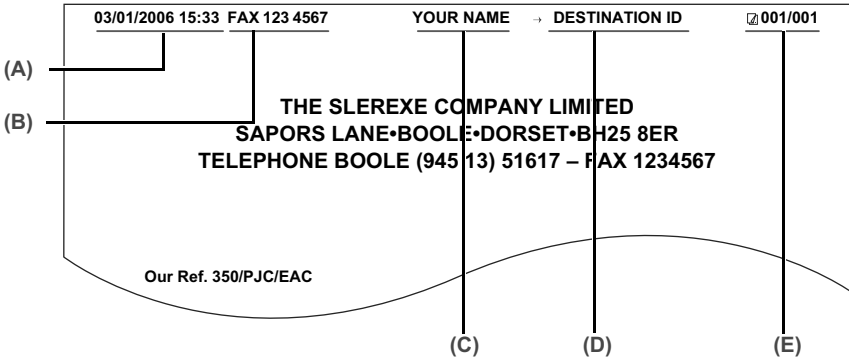 03/01/2006 15:33 FAX 123 4567 YOUR NAME → DESTINATION ID 001/001
(A)
(B)
THE SLEREXE COMPANY LIMITED
SAPORS LANE•BOOLE•DORSET•BH25 8ER
TELEPHONE BOOLE (945 13) 51617 – FAX 1234567
Our Ref. 350/PJC/EAC
(C) (D) (E)